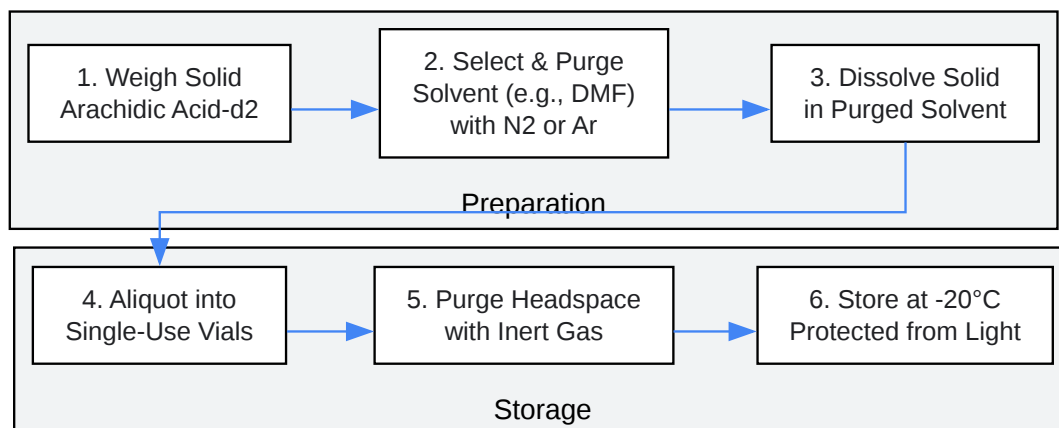 1. Weigh Solid
Arachidic Acid-d2
2. Select & Purge
Solvent (e.g., DMF)
with N2 or Ar
3. Dissolve Solid
in Purged Solvent
Preparation
4. Aliquot into
Single-Use Vials
5. Purge Headspace
with Inert Gas
6. Store at -20°C
Protected from Light
Storage